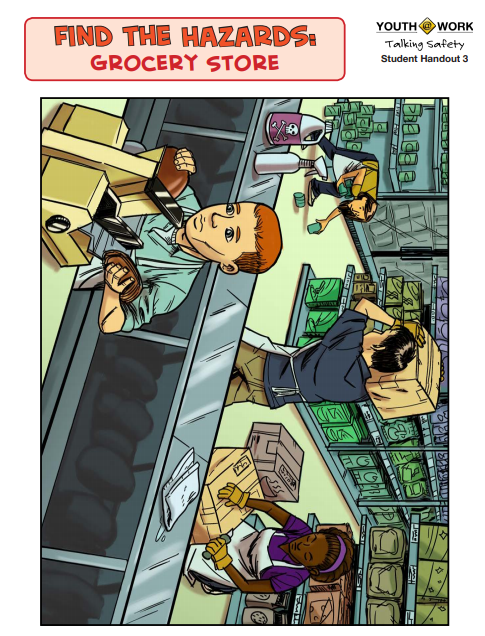 FIND THE HAZARDS:
GROCERY STORE
YOUTH @ WORK
Talking Safety
Student Handout 3